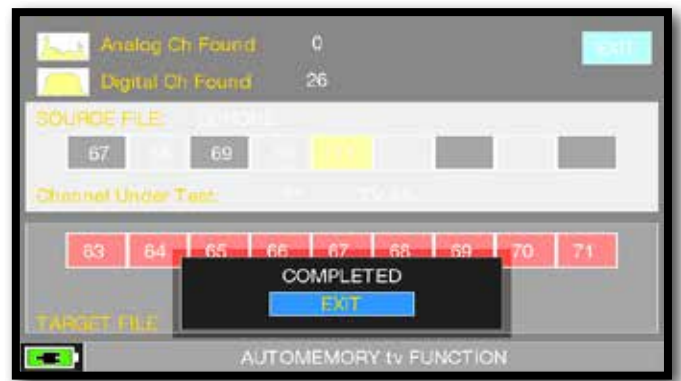 Analog Ch Found 0
EXIT
Digital Ch Found 26
SOURCE FILE:
67 69
Channel Under Test:
63 64 65 66 67 68 69 70 71
COMPLETED
EXIT
TARGET FILE
AUTOMEMORY tv FUNCTION